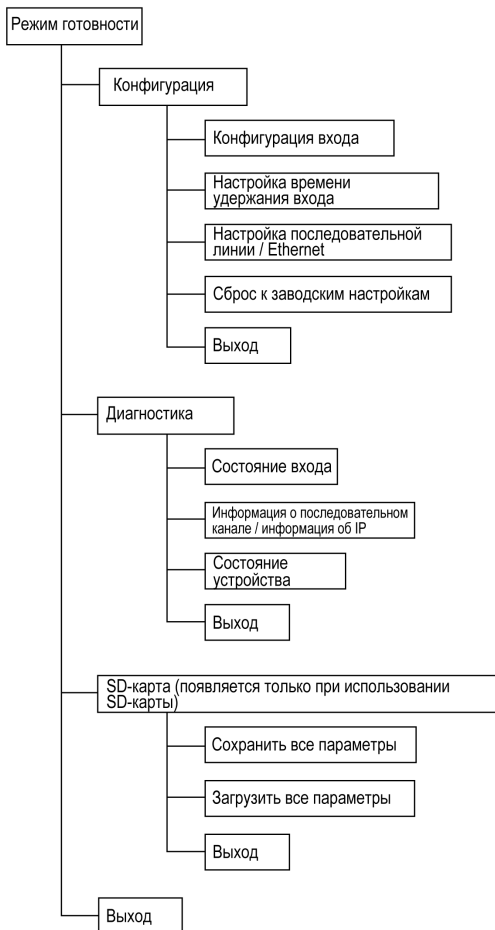 Режим готовности
Конфигурация
Конфигурация входа
Настройка времени
удержания входа
Настройка последовательной
линии / Ethernet
Сброс к заводским настройкам
Выход
Диагностика
Состояние входа
Информация о последовательном
канале / информация об IP
Состояние
устройства
Выход
SD-карта (появляется только при использовании
SD-карты)
Сохранить все параметры
Загрузить все параметры
Выход
Выход